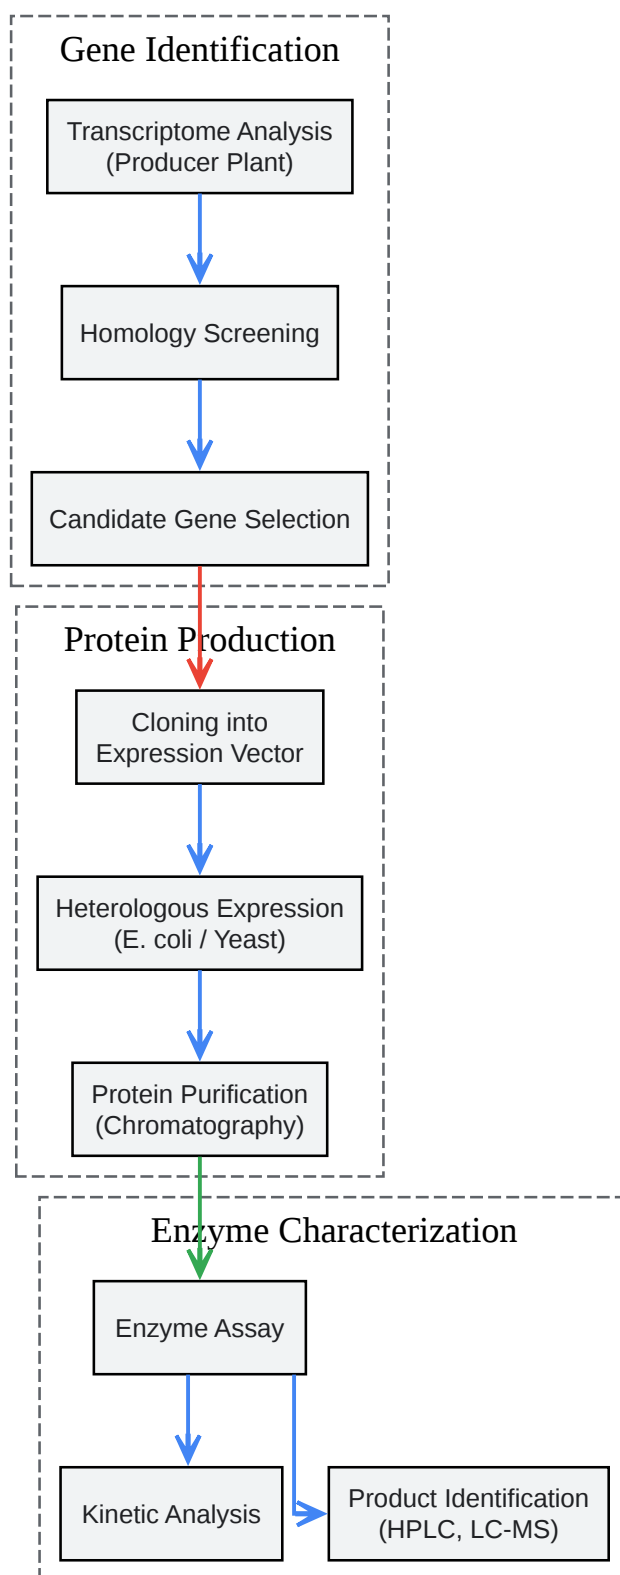 Gene Identification
Transcriptome Analysis
(Producer Plant)
Homology Screening
Candidate Gene Selection
Protein Production
Cloning into
Expression Vector
Heterologous Expression
(E. coli / Yeast)
Protein Purification
(Chromatography)
Enzyme Characterization
Enzyme Assay
Kinetic Analysis
Product Identification
(HPLC, LC-MS)